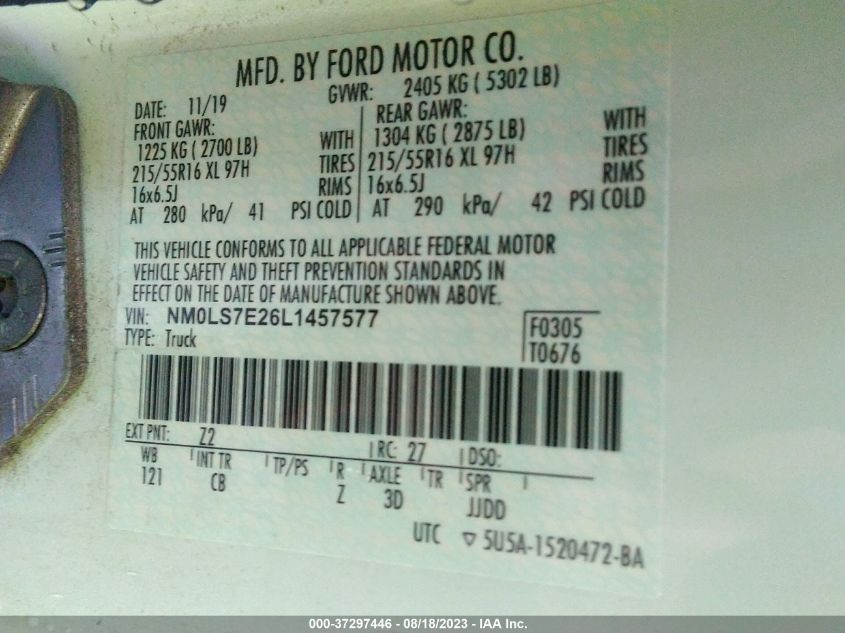 MFD. BY FORD MOTOR CO.
DATE: 11/19 GVWR: 2405 KG ( 5302 LB)
FRONT GAWR: REAR GAWR:
1225 KG ( 2700 LB) WITH 1304 KG ( 2875 LB) WITH
215/55R16 XL 97H TIRES 215/55R16 XL 97H TIRES
16x6.5J RIMS 16x6.5J RIMS
AT 280 kPa/ 41 PSI COLD AT 290 kPa/ 42 PSI COLD
THIS VEHICLE CONFORMS TO ALL APPLICABLE FEDERAL MOTOR
VEHICLE SAFETY AND THEFT PREVENTION STANDARDS IN
EFFECT ON THE DATE OF MANUFACTURE SHOWN ABOVE.
VIN: NM0LS7E26L1457577 F0305
TYPE: Truck T0676
EXT PNT: Z2 RC: 27 DSO:
WB INT TR TP/PS R AXLE TR SPR
121 CB Z 3D JJDD
UTC ▽ 5U5A-1520472-BA
000-37297446 - 08/18/2023 - IAA Inc.